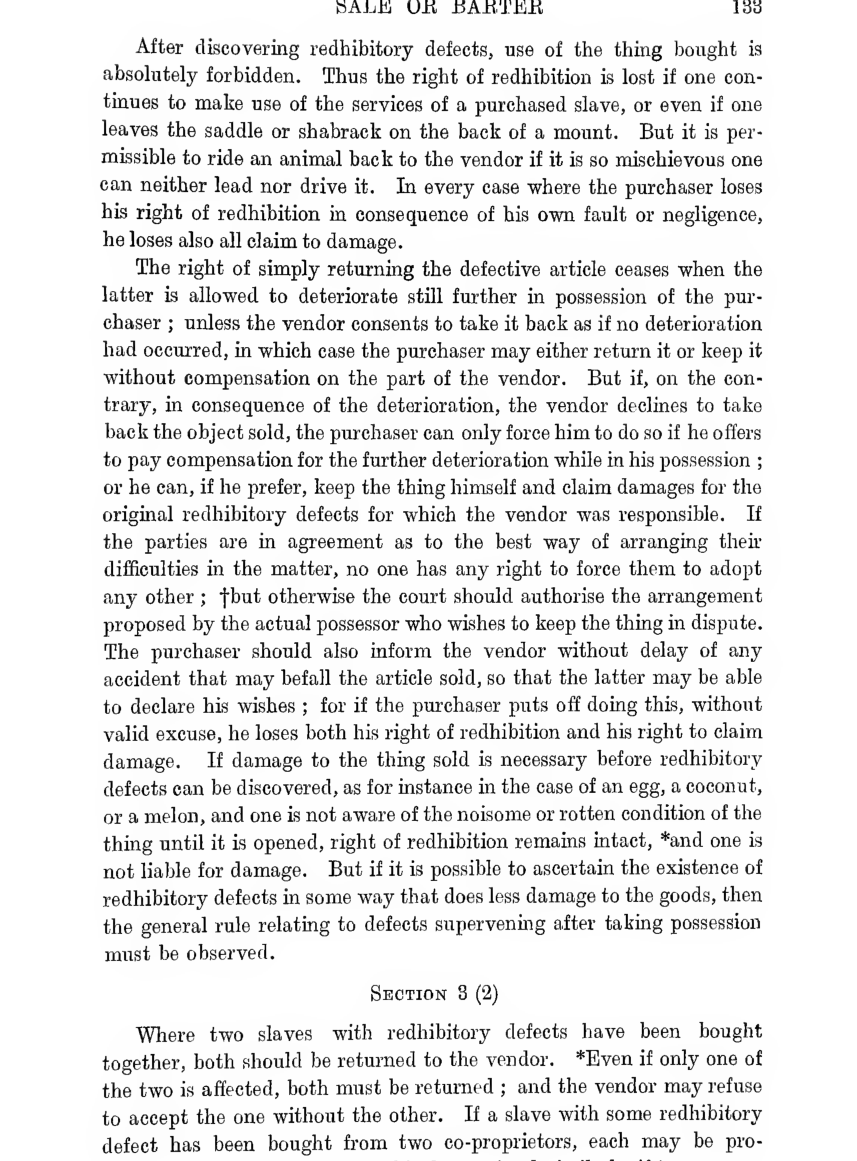 SALE OR BARTER 133
After discovering redhibitory defects, use of the thing bought is
absolutely forbidden. Thus the right of redhibition is lost if one con-
tinues to make use of the services of a purchased slave, or even if one
leaves the saddle or shabrack on the back of a mount. But it is per-
missible to ride an animal back to the vendor if it is so mischievous one
can neither lead nor drive it. In every case where the purchaser loses
his right of redhibition in consequence of his own fault or negligence,
he loses also all claim to damage.
The right of simply returning the defective article ceases when the
latter is allowed to deteriorate still further in possession of the pur-
chaser ; unless the vendor consents to take it back as if no deterioration
had occurred, in which case the purchaser may either return it or keep it
without compensation on the part of the vendor. But if, on the con-
trary, in consequence of the deterioration, the vendor declines to take
back the object sold, the purchaser can only force him to do so if he offers
to pay compensation for the further deterioration while in his possession ;
or he can, if he prefer, keep the thing himself and claim damages for the
original redhibitory defects for which the vendor was responsible. If
the parties are in agreement as to the best way of arranging their
difficulties in the matter, no one has any right to force them to adopt
any other ; †but otherwise the court should authorise the arrangement
proposed by the actual possessor who wishes to keep the thing in dispute.
The purchaser should also inform the vendor without delay of any
accident that may befall the article sold, so that the latter may be able
to declare his wishes ; for if the purchaser puts off doing this, without
valid excuse, he loses both his right of redhibition and his right to claim
damage. If damage to the thing sold is necessary before redhibitory
defects can be discovered, as for instance in the case of an egg, a coconut,
or a melon, and one is not aware of the noisome or rotten condition of the
thing until it is opened, right of redhibition remains intact, *and one is
not liable for damage. But if it is possible to ascertain the existence of
redhibitory defects in some way that does less damage to the goods, then
the general rule relating to defects supervening after taking possession
must be observed.
SECTION 3 (2)
Where two slaves with redhibitory defects have been bought
together, both should be returned to the vendor. *Even if only one of
the two is affected, both must be returned ; and the vendor may refuse
to accept the one without the other. If a slave with some redhibitory
defect has been bought from two co-proprietors, each may be pro-